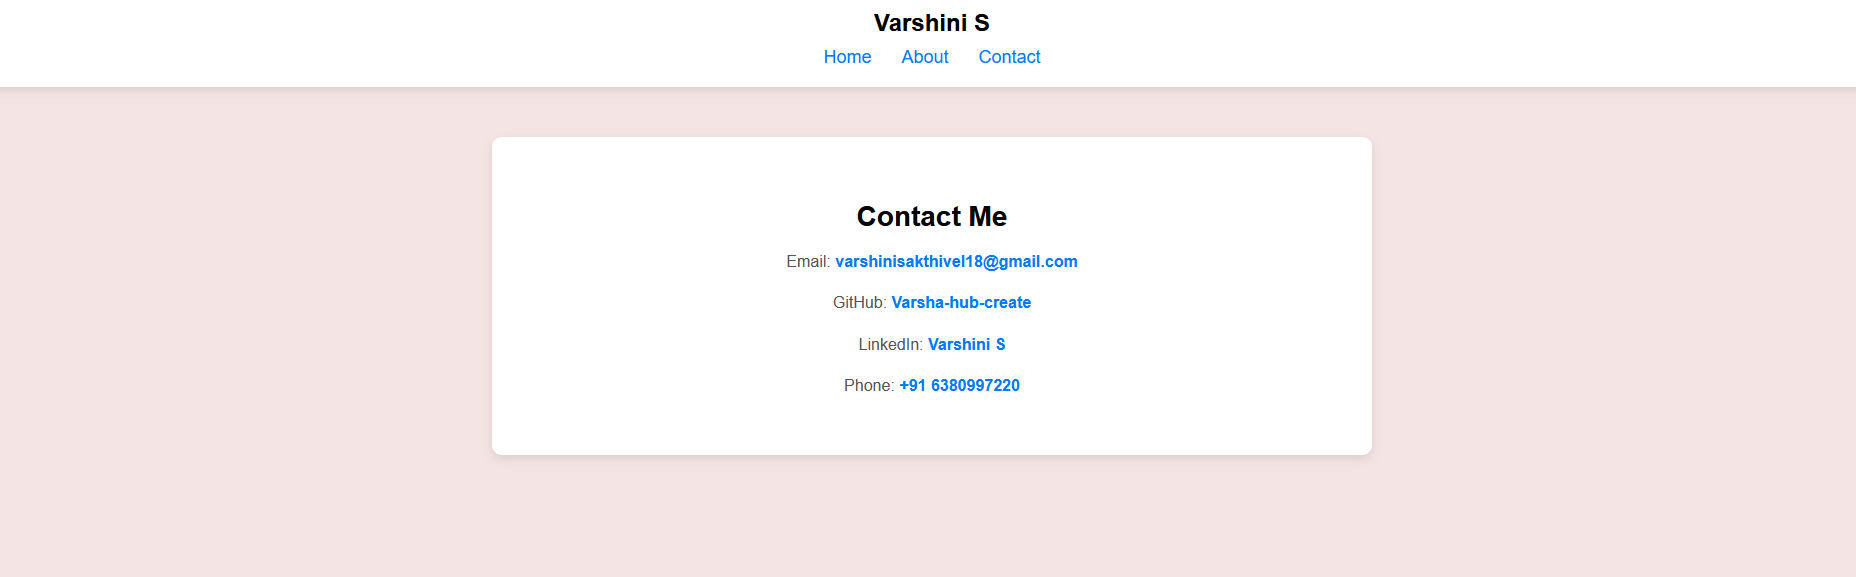 Varshini S
Home About Contact
Contact Me
Email: varshinisakthivel18@gmail.com
GitHub: Varsha-hub-create
LinkedIn: Varshini S
Phone: +91 6380997220